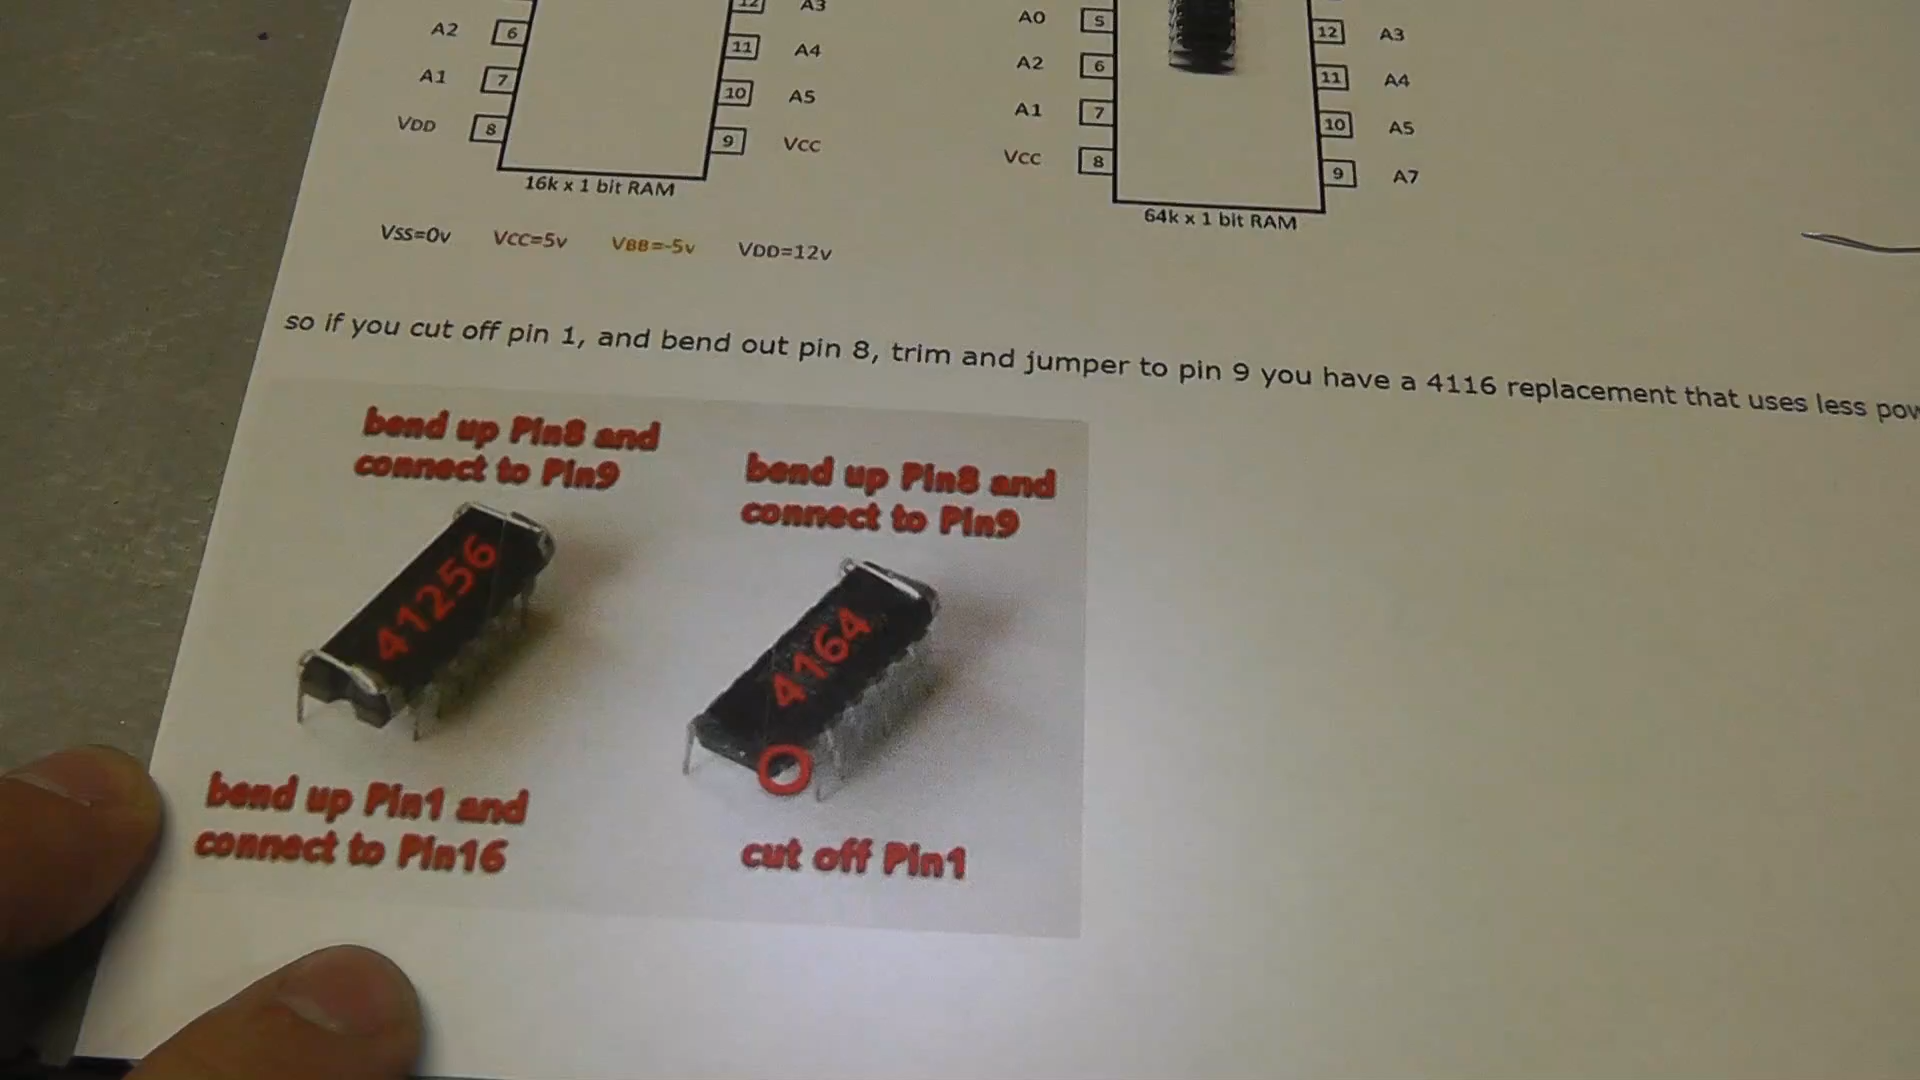 12 A3
A2 6 11 A4
A1 7 10 A5
VDD 8 9 VCC
16k x 1 bit RAM
A0 5 12 A3
A2 6 11 A4
A1 7 10 A5
VCC 8 9 A7
64k x 1 bit RAM
VSS=0v VCC=5v VBB=-5v VDD=12v
so if you cut off pin 1, and bend out pin 8, trim and jumper to pin 9 you have a 4116 replacement that uses less
bend up Pin8 and
connect to Pin9
41256
bend up Pin1 and
connect to Pin16
bend up Pin8 and
connect to Pin9
4164
cut off Pin1